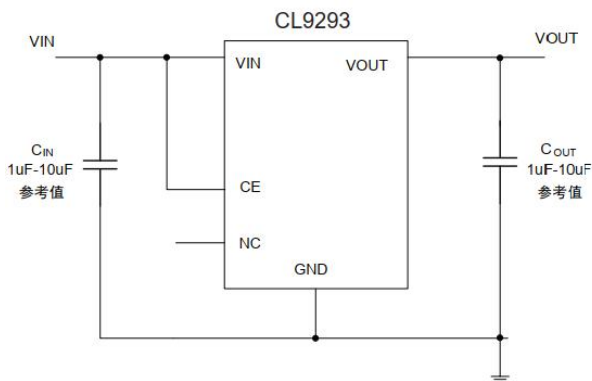 CL9293
VIN
VOUT
VIN
VOUT
CIN
1uF-10uF
参考值
COUT
1uF-10uF
参考值
CE
NC
GND